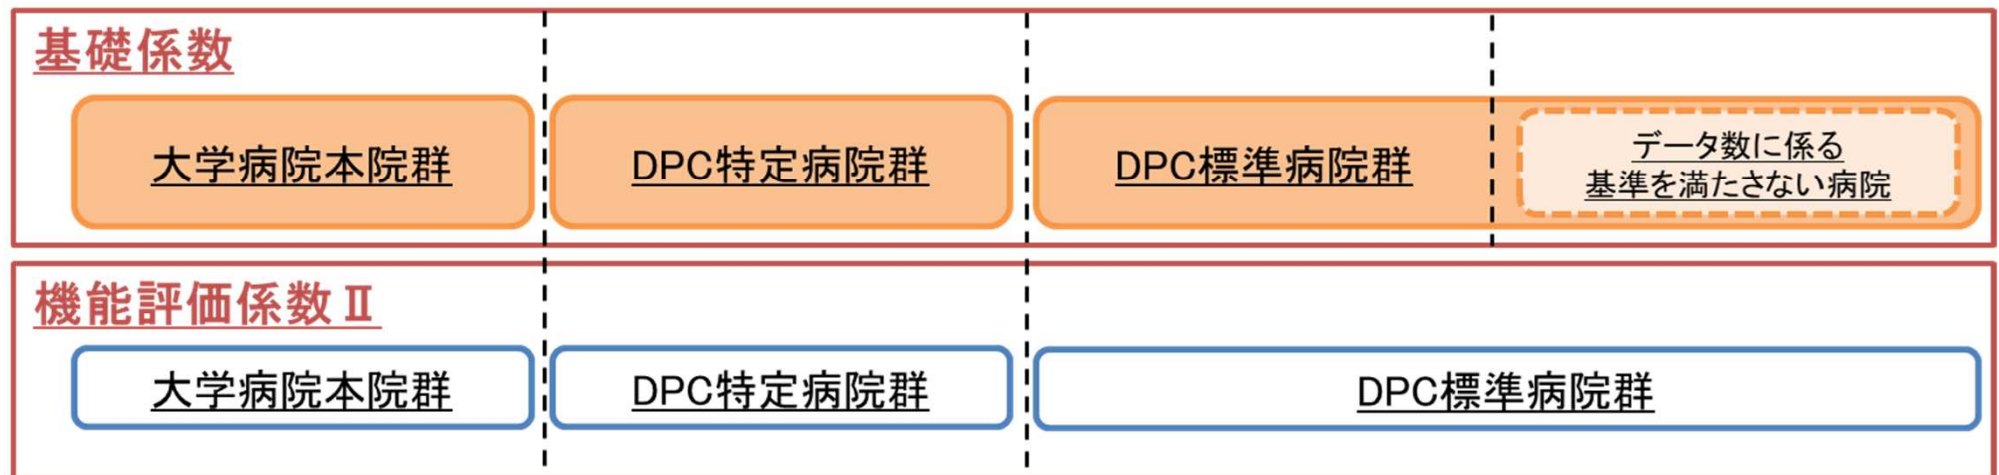 基礎係数
大学病院本院群
DPC特定病院群
DPC標準病院群
データ数に係る
基準を満たさない病院
機能評価係数Ⅱ
大学病院本院群
DPC特定病院群
DPC標準病院群